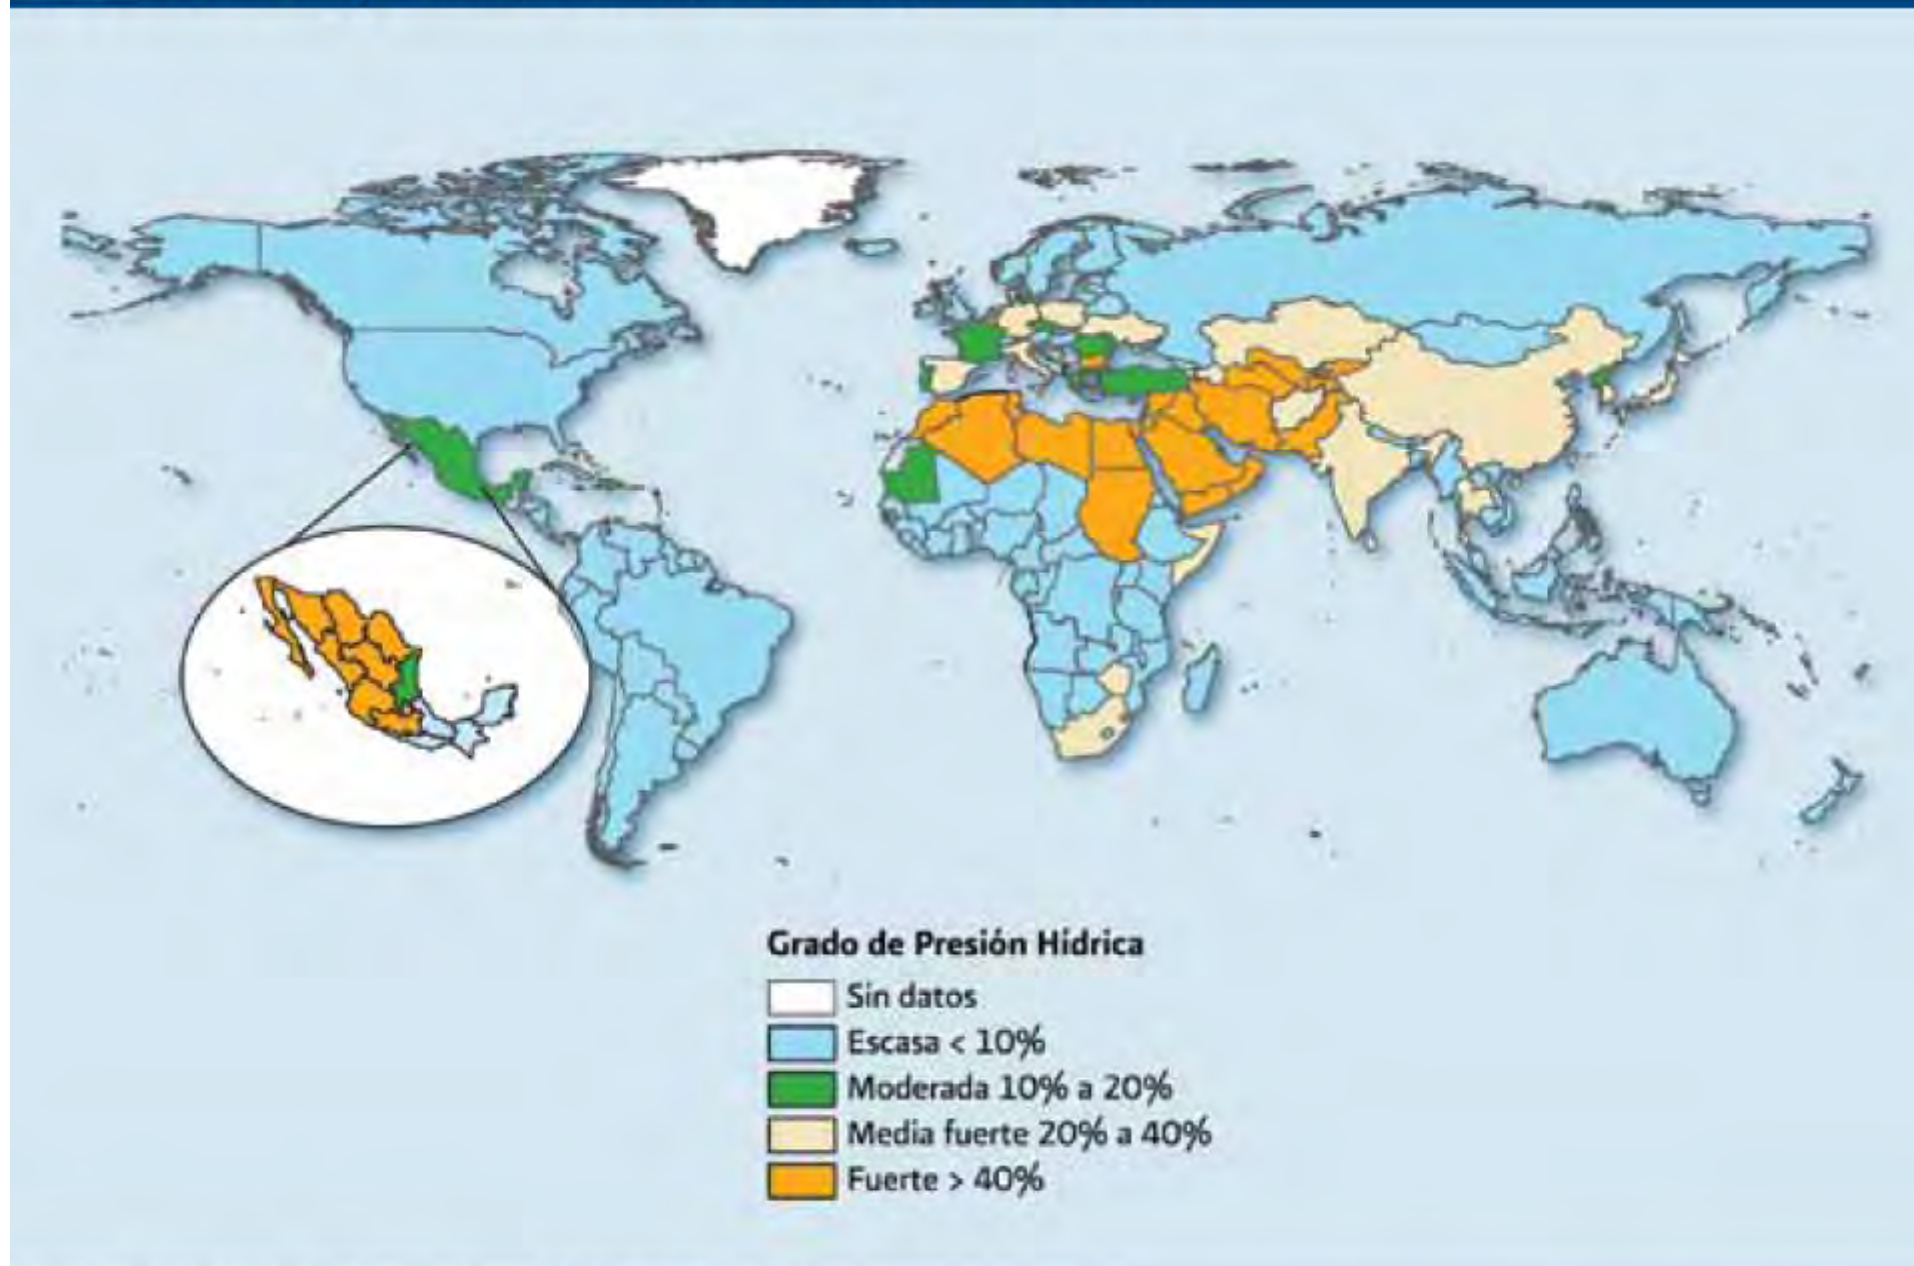 Grado de Presión Hídrica
Sin datos
Escasa < 10%
Moderada 10% a 20%
Media fuerte 20% a 40%
Fuerte > 40%